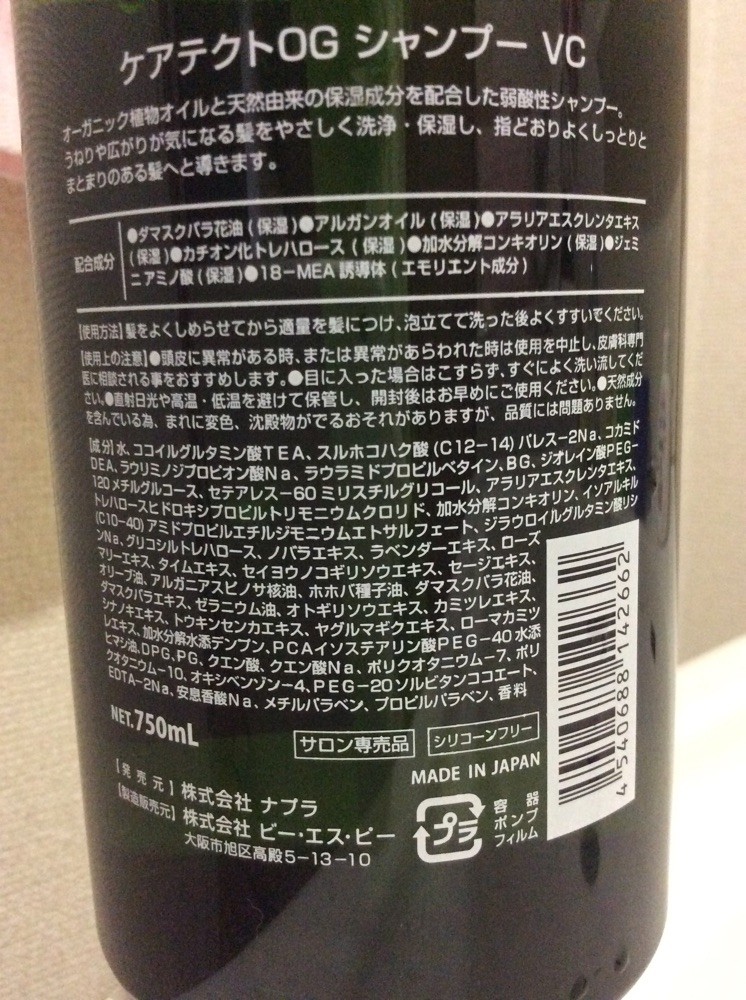 ケアテクトOG シャンプー VC
オーガニック植物オイルと天然由来の保湿成分を配合した弱酸性シャンプー。
うねりや広がりが気になる髪をやさしく洗浄・保湿し、指どおりよくしっとりと
まとまりのある髪へと導きます。
配合成分
●ダマスクバラ花油(保湿)●アルガンオイル(保湿)●アラリアエスクレンタエキス
(保湿)●カチオン化トレハロース(保湿)●加水分解コンキオリン(保湿)●ジェミ
ニアミノ酸(保湿)●18-MEA誘導体(エモリエント成分)
【使用方法】髪をよくしめらせてから適量を髪につけ、泡立てて洗った後よくすすいでください。
【使用上の注意】●頭皮に異常がある時、または異常があらわれた時は使用を中止し、皮膚科専門
医に相談される事をおすすめします。●目に入った場合はこすらず、すぐによく洗い流してくだ
さい。●直射日光や高温・低温を避けて保管し、開封後はお早めにご使用ください。●天然成分
を含んでいる為、まれに変色、沈殿物がでるおそれがありますが、品質には問題ありません。
【成分】水、ココイルグルタミン酸TEA、スルホコハク酸(C12-14)パレス-2Na、コカミド
DEA、ラウリミノジプロピオン酸Na、ラウラミドプロピルベタイン、BG、ジオレイン酸PEG-
120メチルグルコース、セテアレス-60ミリスチルグリコール、アラリアエスクレンタエキス、
トレハロースヒドロキシプロピルトリモニウムクロリド、加水分解コンキオリン、イソアルキル
(C10-40)アミドプロピルエチルジモニウムエトサルフェート、ジラウロイルグルタミン酸リシ
ンNa、グリコシルトレハロース、ノバラエキス、ラベンダーエキス、ローズ
マリーエキス、タイムエキス、セイヨウノコギリソウエキス、セージエキス、
オリーブ油、アルガニアスピノサ核油、ホホバ種子油、ダマスクバラ花油、
ダマスクバラエキス、ゼラニウム油、オトギリソウエキス、カミツレエキス、
シナノキエキス、トウキンセンカエキス、ヤグルマギクエキス、ローマカミツ
レエキス、加水分解水添デンプン、PCAイソステアリン酸PEG-40水添
ヒマシ油、DPG、PG、クエン酸、クエン酸Na、ポリクオタニウム-7、ポリ
クオタニウム-10、オキシベンゾン-4、PEG-20ソルビタンココエート、
EDTA-2Na、安息香酸Na、メチルパラベン、プロピルパラベン、香料
NET.750mL
サロン専売品
シリコーンフリー
MADE IN JAPAN
【発売元】株式会社 ナプラ
【製造販売元】株式会社 ビー・エス・ピー
大阪市旭区高殿5-13-10
プラ
容器
ポンプ
フィルム
4540688142662